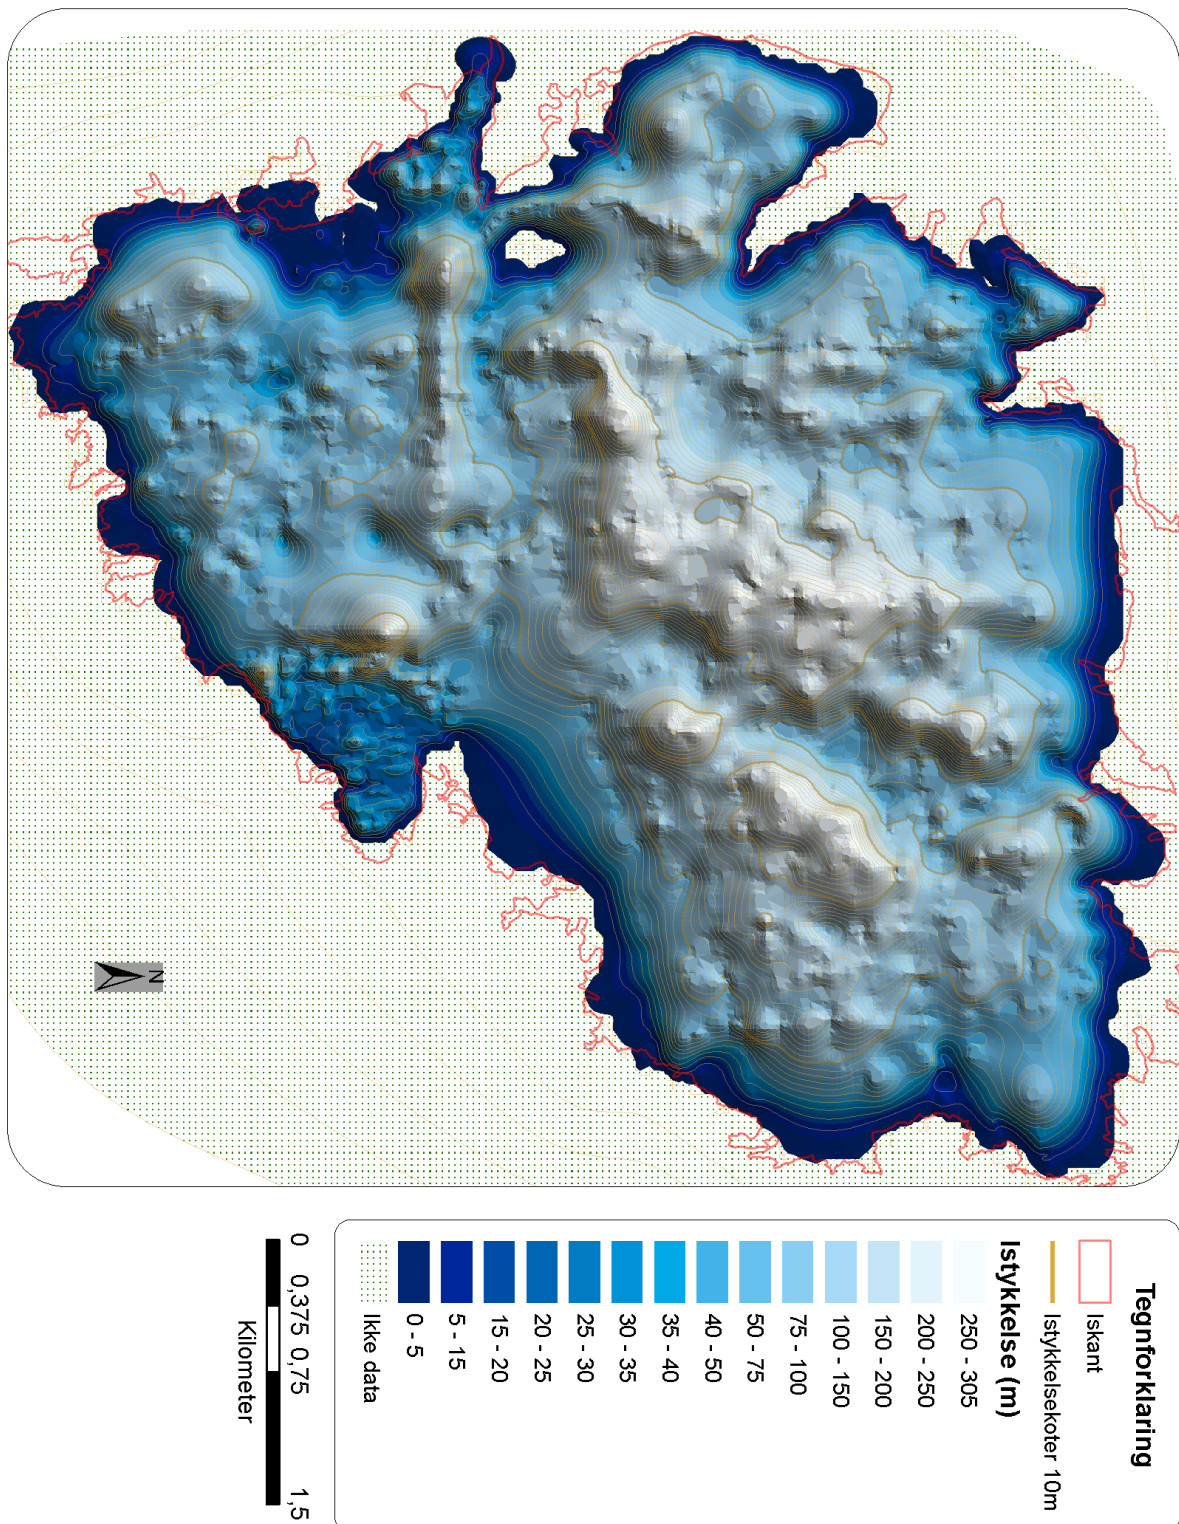 Tegnforklaring
Iskant
Istykkelseskoter 10m
Istykkelse (m)
250 - 305
200 - 250
150 - 200
100 - 150
75 - 100
50 - 75
40 - 50
35 - 40
30 - 35
25 - 30
20 - 25
15 - 20
5 - 15
0 - 5
Ikke data
0 0,375 0,75 1,5
Kilometer
N